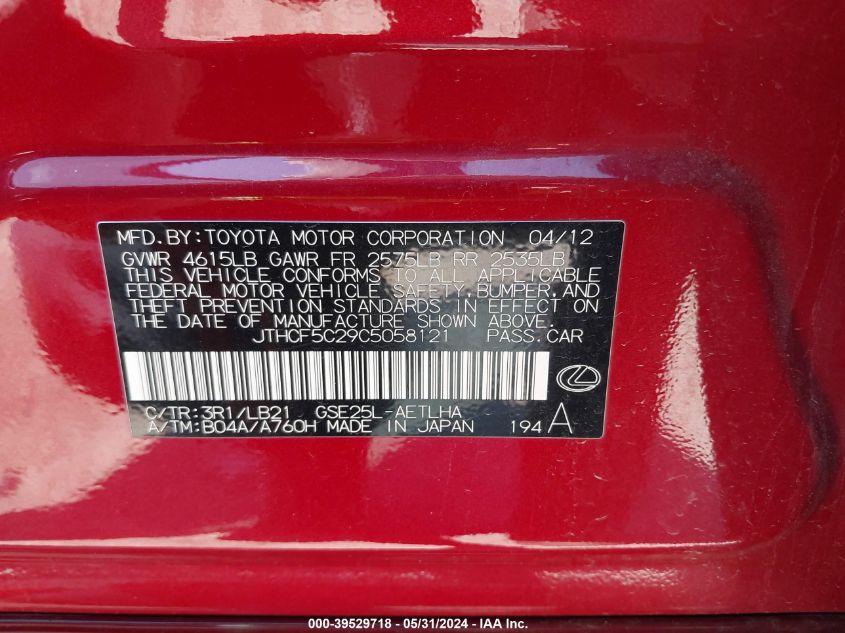 MFD.BY:TOYOTA MOTOR CORPORATION 04/12
GVWR 4615LB GAWR FR 2575LB RR 2535LB
THIS VEHICLE CONFORMS TO ALL APPLICABLE
FEDERAL MOTOR VEHICLE SAFETY,BUMPER,AND
THEFT PREVENTION STANDARDS IN EFFECT ON
THE DATE OF MANUFACTURE SHOWN ABOVE.
JTHCF5C29C5058121 PASS.CAR
C/TR:3R1/LB21 GSE25L-AETLHA
A/TM:B04A/A760H MADE IN JAPAN 194 A
000-39529718 - 05/31/2024 - IAA Inc.